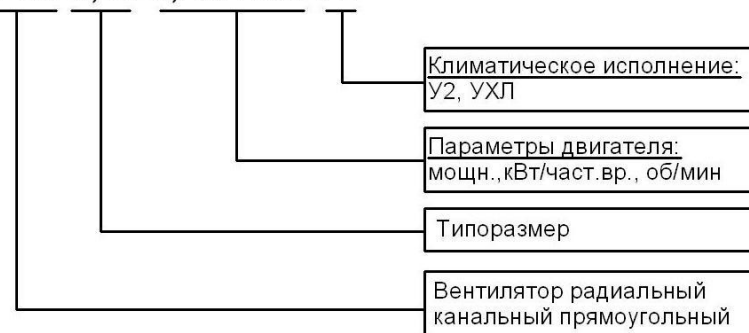 Климатическое исполнение:
У2, УХЛ
Параметры двигателя:
мощн.,кВт/част.вр., об/мин
Типоразмер
Вентилятор радиальный
канальный прямоугольный